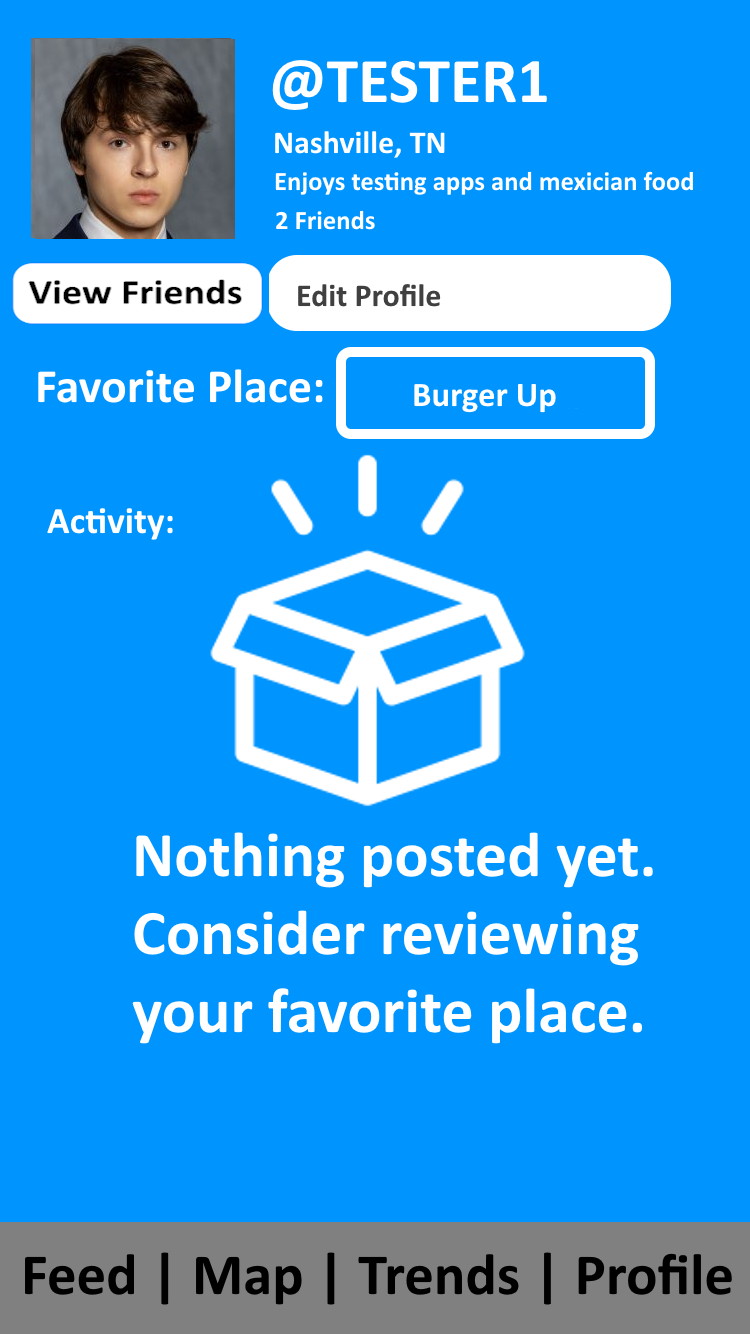 @TESTER1
Nashville, TN
Enjoys testing apps and mexician food
2 Friends
View Friends
Edit Profile
Favorite Place:
Burger Up
Activity:
Nothing posted yet.
Consider reviewing
your favorite place.
Feed | Map | Trends | Profile